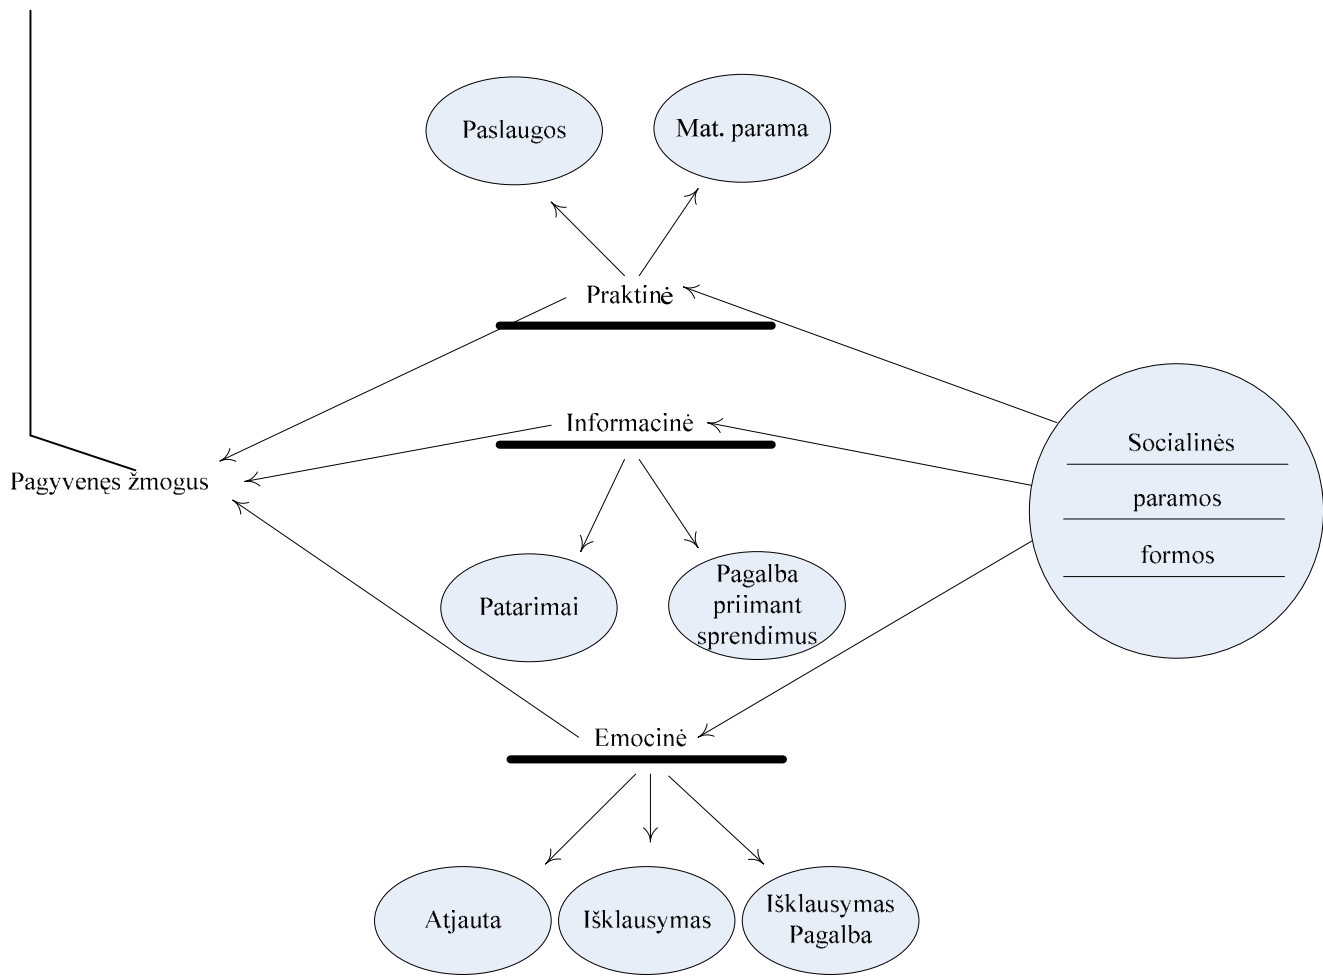 Paslaugos
Mat. parama
Praktinė
Informacinė
Socialinės
paramos
formos
Pagyvenęs žmogus
Patarimai
Pagalba
priimant
sprendimus
Emocinė
Atjauta
Išklausymas
Išklausymas
Pagalba